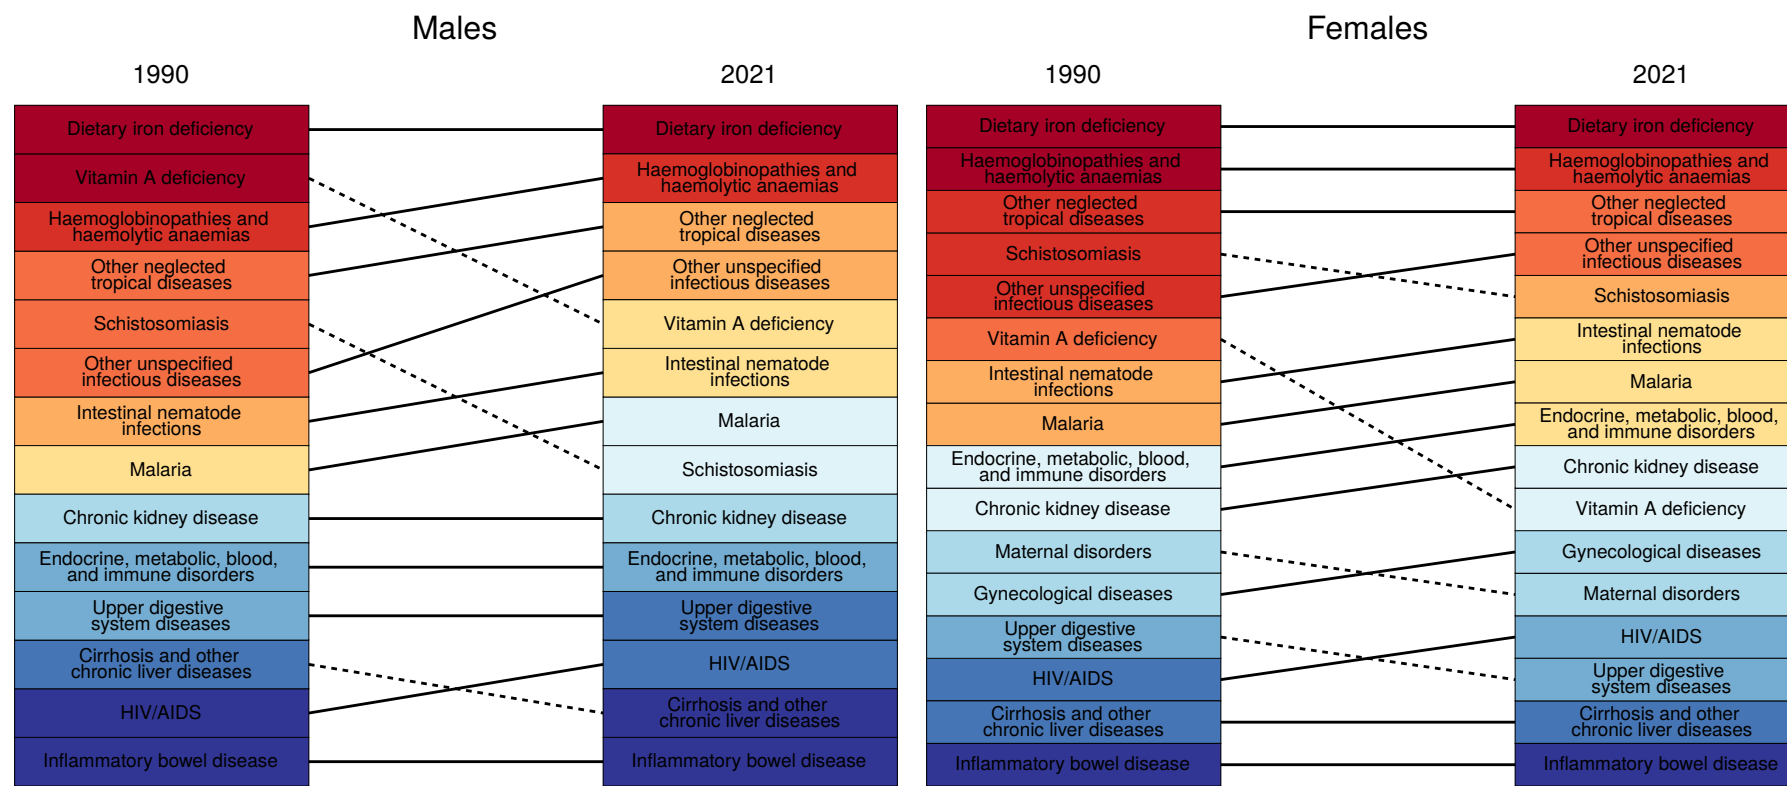 Males
1990
2021
Dietary iron deficiency
Vitamin A deficiency
Haemoglobinopathies and
haemolytic anaemias
Other neglected
tropical diseases
Schistosomiasis
Other unspecified
infectious diseases
Intestinal nematode
infections
Malaria
Chronic kidney disease
Endocrine, metabolic, blood,
and immune disorders
Upper digestive
system diseases
Cirrhosis and other
chronic liver diseases
HIV/AIDS
Inflammatory bowel disease
Dietary iron deficiency
Haemoglobinopathies and
haemolytic anaemias
Other neglected
tropical diseases
Other unspecified
infectious diseases
Vitamin A deficiency
Intestinal nematode
infections
Malaria
Schistosomiasis
Chronic kidney disease
Endocrine, metabolic, blood,
and immune disorders
Upper digestive
system diseases
HIV/AIDS
Cirrhosis and other
chronic liver diseases
Inflammatory bowel disease
Females
1990
2021
Dietary iron deficiency
Haemoglobinopathies and
haemolytic anaemias
Other neglected
tropical diseases
Schistosomiasis
Other unspecified
infectious diseases
Vitamin A deficiency
Intestinal nematode
infections
Malaria
Endocrine, metabolic, blood,
and immune disorders
Chronic kidney disease
Maternal disorders
Gynecological diseases
Upper digestive
system diseases
HIV/AIDS
Cirrhosis and other
chronic liver diseases
Inflammatory bowel disease
Dietary iron deficiency
Haemoglobinopathies and
haemolytic anaemias
Other neglected
tropical diseases
Other unspecified
infectious diseases
Schistosomiasis
Intestinal nematode
infections
Malaria
Endocrine, metabolic, blood,
and immune disorders
Chronic kidney disease
Vitamin A deficiency
Gynecological diseases
Maternal disorders
HIV/AIDS
Upper digestive
system diseases
Cirrhosis and other
chronic liver diseases
Inflammatory bowel disease